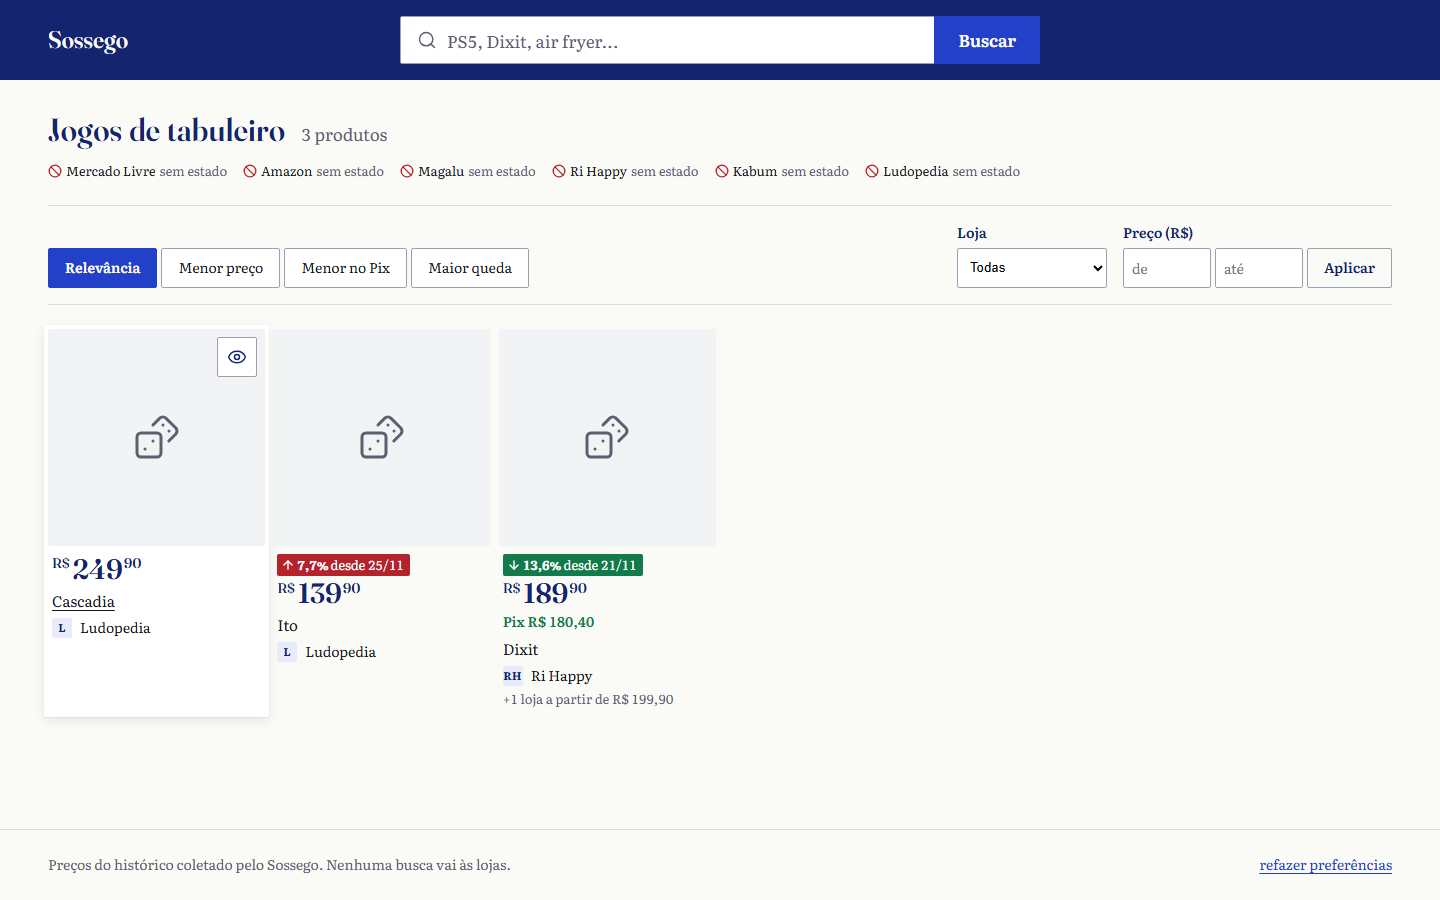 Sossego
PS5, Dixit, air fryer...
Buscar
Jogos de tabuleiro 3 produtos
Mercado Livre sem estado Amazon sem estado Magalu sem estado Ri Happy sem estado Kabum sem estado Ludopedia sem estado
Loja Preço (R$)
Relevância Menor preço Menor no Pix Maior queda Todas de até Aplicar
R$ 249 90
Cascadia
L Ludopedia
↑ 7,7% desde 25/11
R$ 139 90
Ito
L Ludopedia
↓ 13,6% desde 21/11
R$ 189 90
Pix R$ 180,40
Dixit
RH Ri Happy
+1 loja a partir de R$ 199,90
Preços do histórico coletado pelo Sossego. Nenhuma busca vai às lojas.
refazer preferências